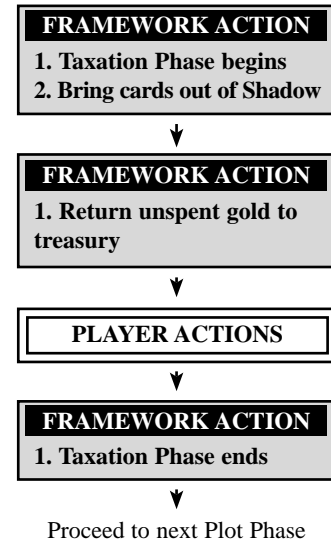 FRAMEWORK ACTION
1. Taxation Phase begins
2. Bring cards out of Shadow
FRAMEWORK ACTION
1. Return unspent gold to
treasury
PLAYER ACTIONS
FRAMEWORK ACTION
1. Taxation Phase ends
Proceed to next Plot Phase